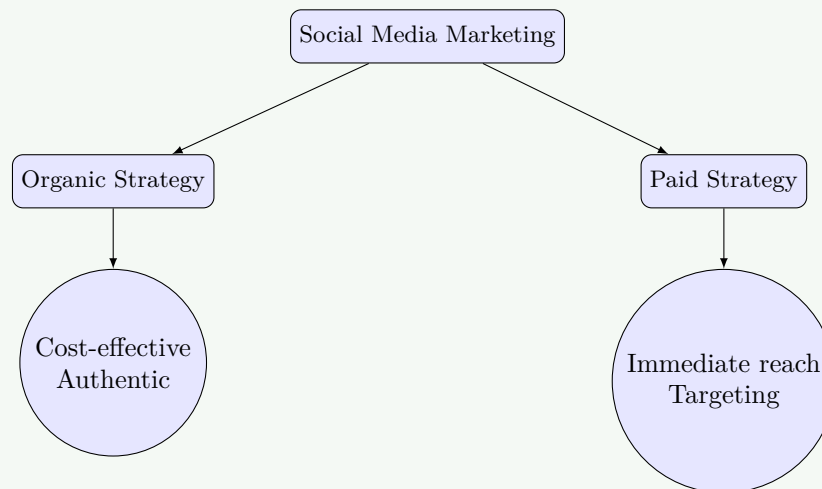 Social Media Marketing
Organic Strategy
Paid Strategy
Cost-effective
Authentic
Immediate reach
Targeting